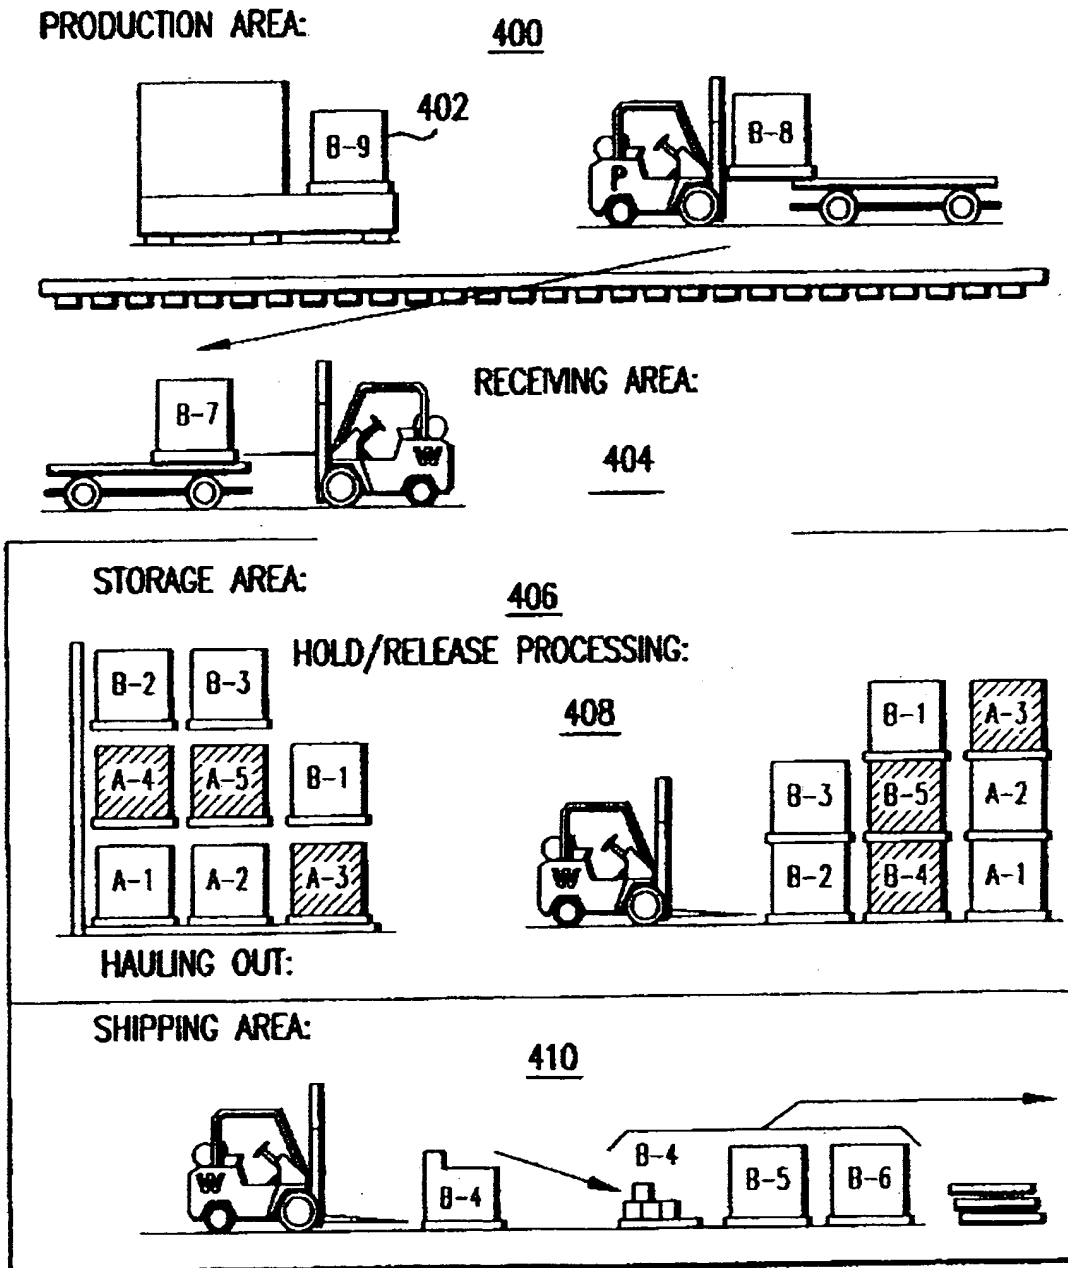 PRODUCTION AREA:
400
402
B-9
B-8
P
RECEIVING AREA:
B-7
W
404
STORAGE AREA:
406
HOLD/RELEASE PROCESSING:
408
B-2 B-3
A-4 A-5 B-1
A-1 A-2 A-3
W
B-1 A-3
B-3 B-5 A-2
B-2 B-4 A-1
HAULING OUT:
SHIPPING AREA:
410
W
B-4
B-4
B-5
B-6